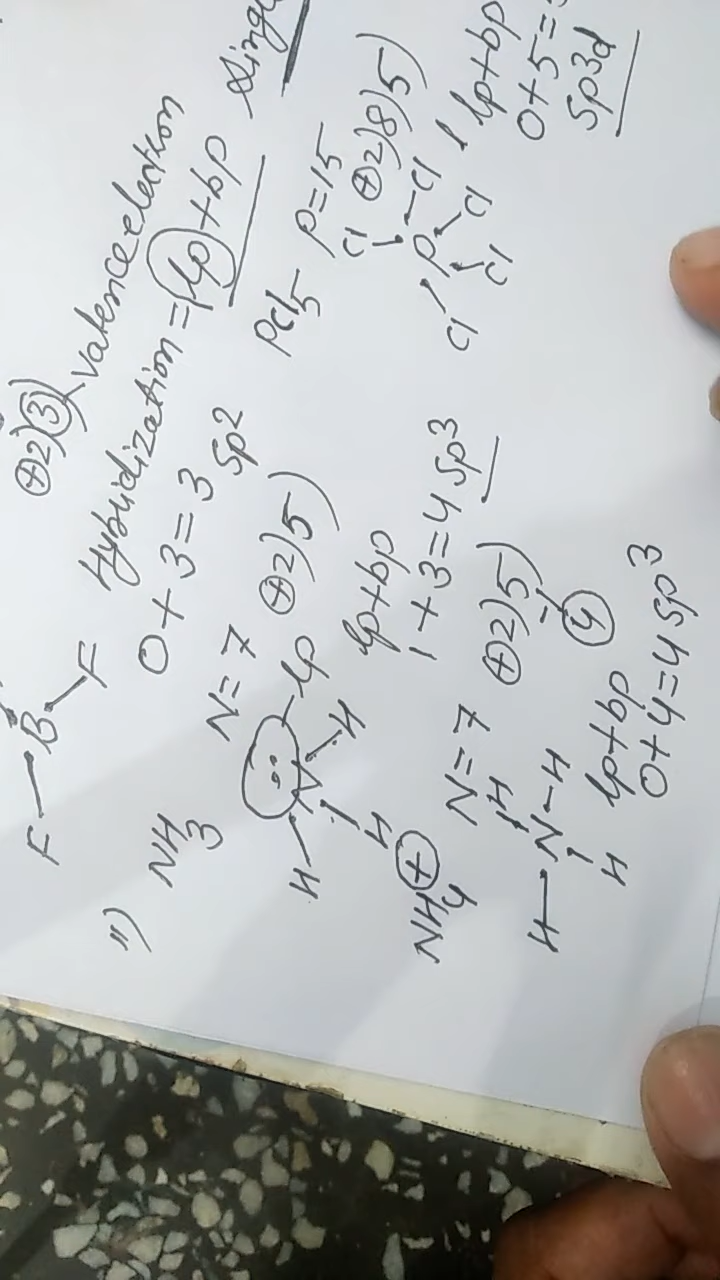 +2)3) valence electron
F B F
Hybridization = lp + bp
0+3=3 Sp2
ii) NH3 N=7 +2)5)
H N H lp
H
lp+bp
1+3=4 Sp3
NH4+ N=7 +2)5)
4
H
H N H
H
lp+bp
0+4=4 Sp3
PCl5 P=15
+2)8)5)
Cl Cl
P
Cl Cl Cl
lp+bp
0+5=
Sp3d